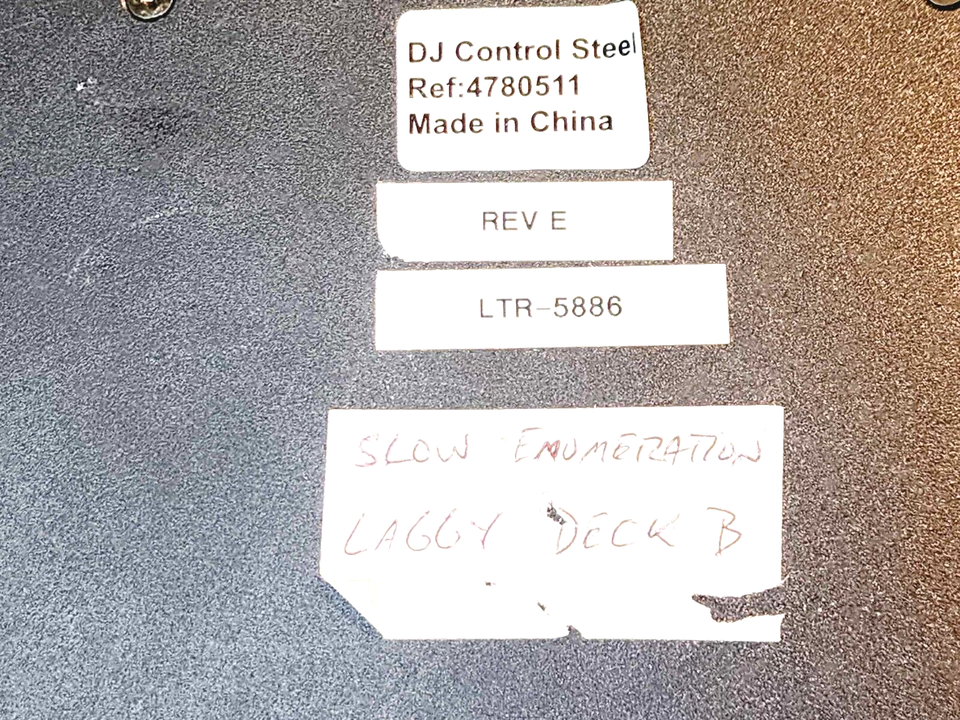 DJ Control Steel
Ref:4780511
Made in China
REV E
LTR-5886
SLOW ENUMERATION
LAGGY DECK B